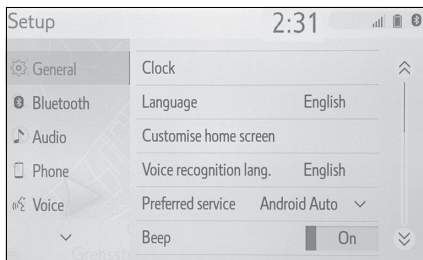 Setup 2:31
General
Bluetooth
Audio
Phone
Voice
Clock
Language English
Customise home screen
Voice recognition lang. English
Preferred service Android Auto
Beep On